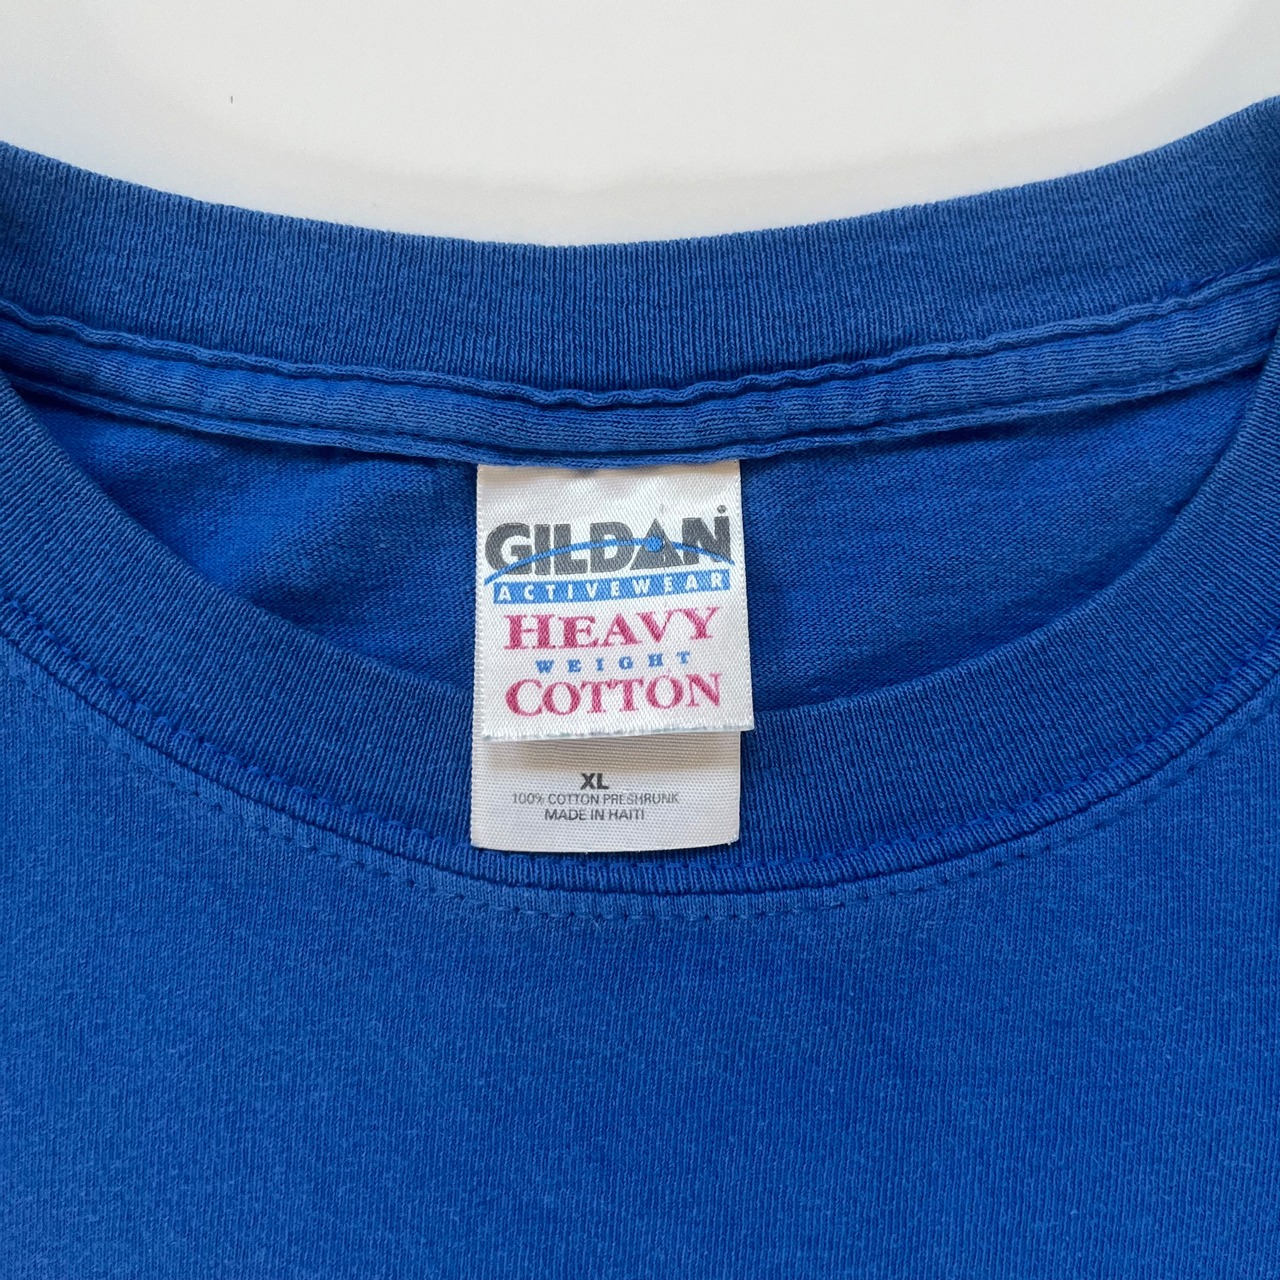 GILDAN®
ACTIVEWEAR
HEAVY
WEIGHT
COTTON
XL
100% COTTON PRESHRUNK
MADE IN HAITI